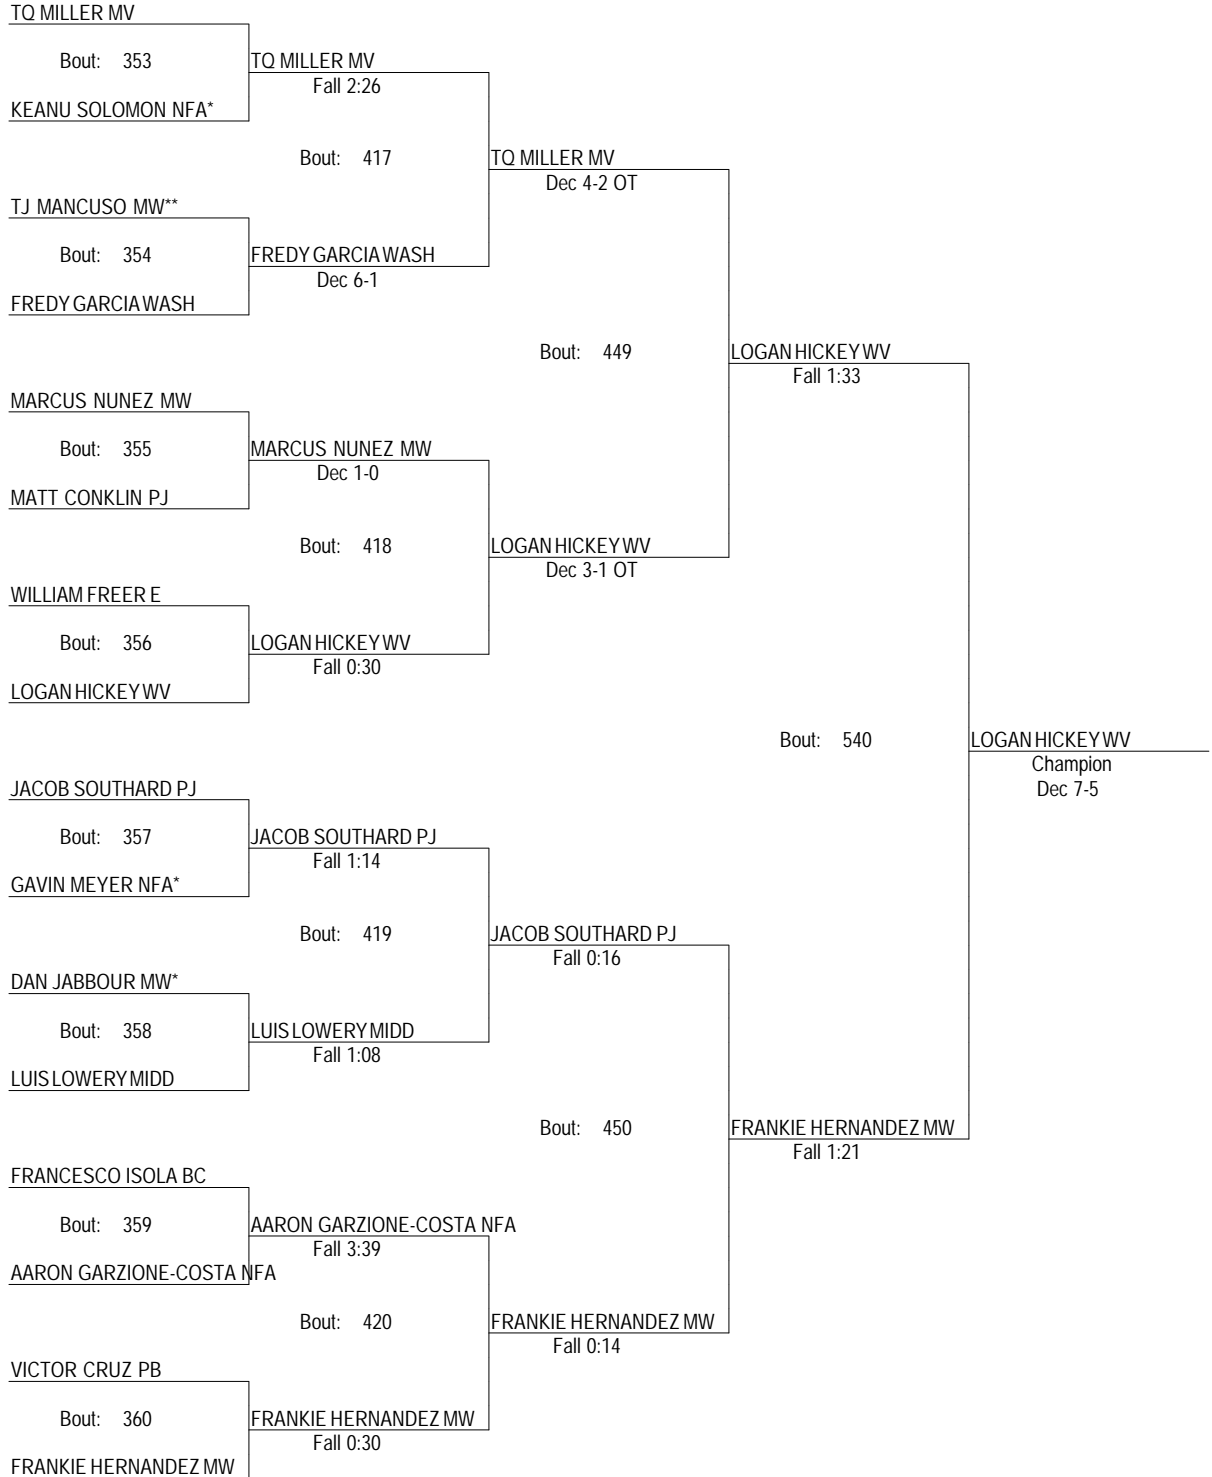 TQ MILLER MV
Bout: 353
TQ MILLER MV
Fall 2:26
KEANU SOLOMON NFA*
Bout: 417
TQ MILLER MV
Dec 4-2 OT
TJ MANCUSO MW**
Bout: 354
FREDY GARCIA WASH
Dec 6-1
FREDY GARCIA WASH
Bout: 449
LOGAN HICKEY WV
Fall 1:33
MARCUS NUNEZ MW
Bout: 355
MARCUS NUNEZ MW
Dec 1-0
MATT CONKLIN PJ
Bout: 418
LOGAN HICKEY WV
Dec 3-1 OT
WILLIAM FREER E
Bout: 356
LOGAN HICKEY WV
Fall 0:30
LOGAN HICKEY WV
Bout: 540
LOGAN HICKEY WV
Champion
Dec 7-5
JACOB SOUTHARD PJ
Bout: 357
JACOB SOUTHARD PJ
Fall 1:14
GAVIN MEYER NFA*
Bout: 419
JACOB SOUTHARD PJ
Fall 0:16
DAN JABBOUR MW*
Bout: 358
LUIS LOWERY MIDD
Fall 1:08
LUIS LOWERY MIDD
Bout: 450
FRANKIE HERNANDEZ MW
Fall 1:21
FRANCESCO ISOLA BC
Bout: 359
AARON GARZIONE-COSTA NFA
Fall 3:39
AARON GARZIONE-COSTA NFA
Bout: 420
FRANKIE HERNANDEZ MW
Fall 0:14
VICTOR CRUZ PB
Bout: 360
FRANKIE HERNANDEZ MW
Fall 0:30
FRANKIE HERNANDEZ MW